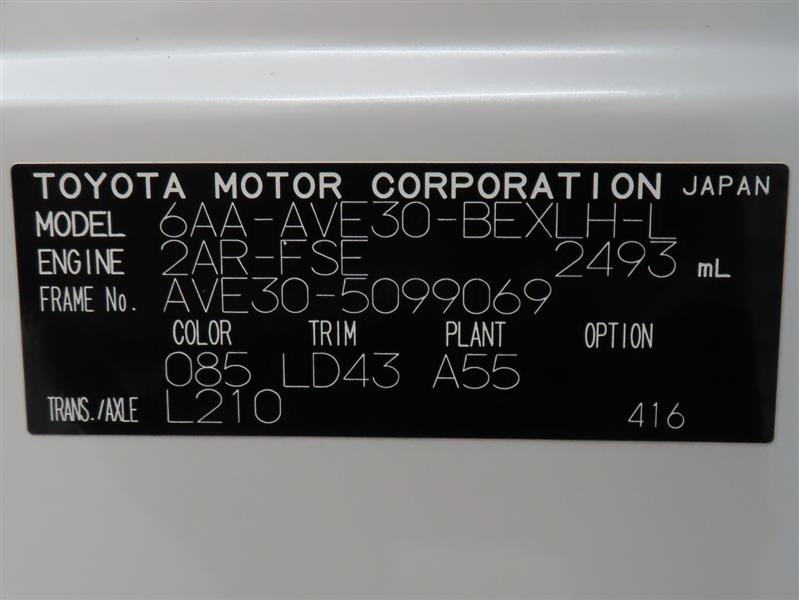 TOYOTA MOTOR CORPORATION JAPAN
MODEL 6AA-AVE30-BEXLH-L
ENGINE 2AR-FSE 2493 mL
FRAME No. AVE30-5099069
COLOR TRIM PLANT OPTION
085 LD43 A55
TRANS./AXLE L210 416